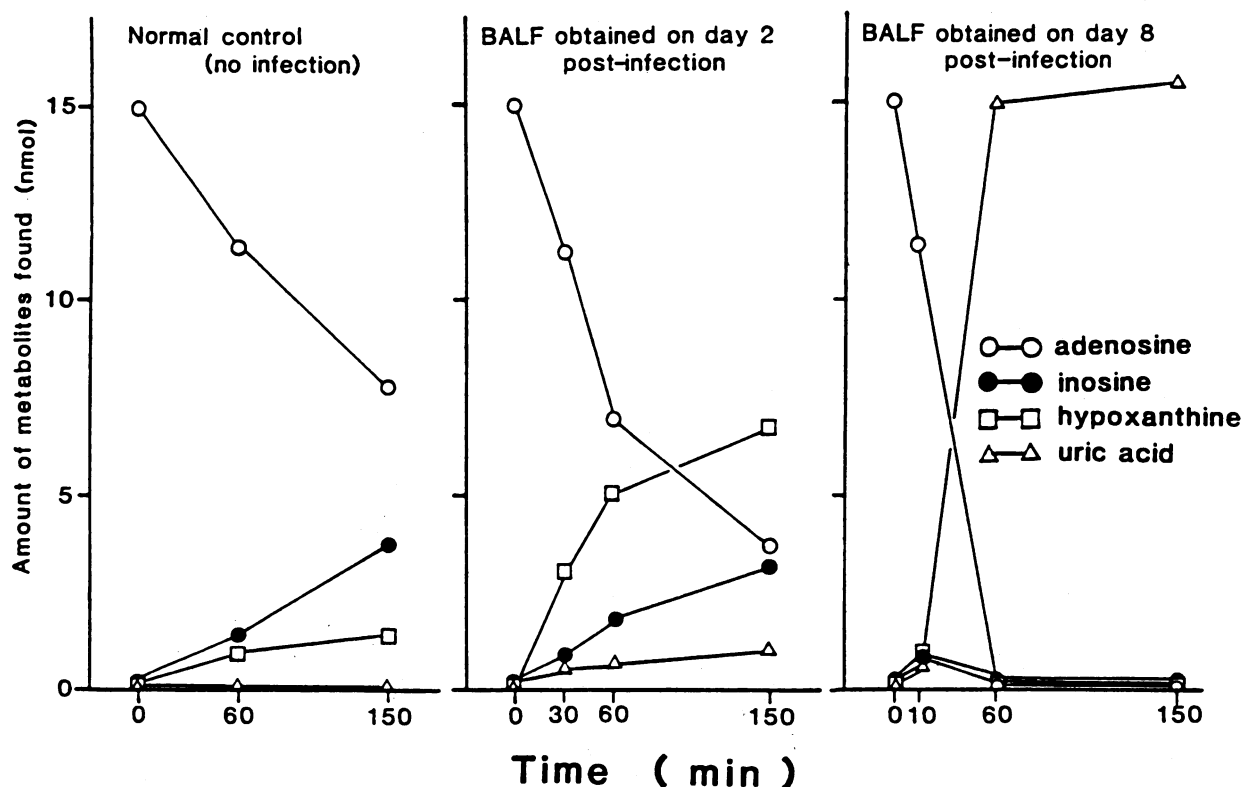 Normal control
(no infection)
BALF obtained on day 2
post-infection
BALF obtained on day 8
post-infection
Amount of metabolites found (nmol)
15
10
5
0
adenosine
inosine
hypoxanthine
uric acid
0 60 150
0 30 60 150
0 10 60 150
Time ( min )